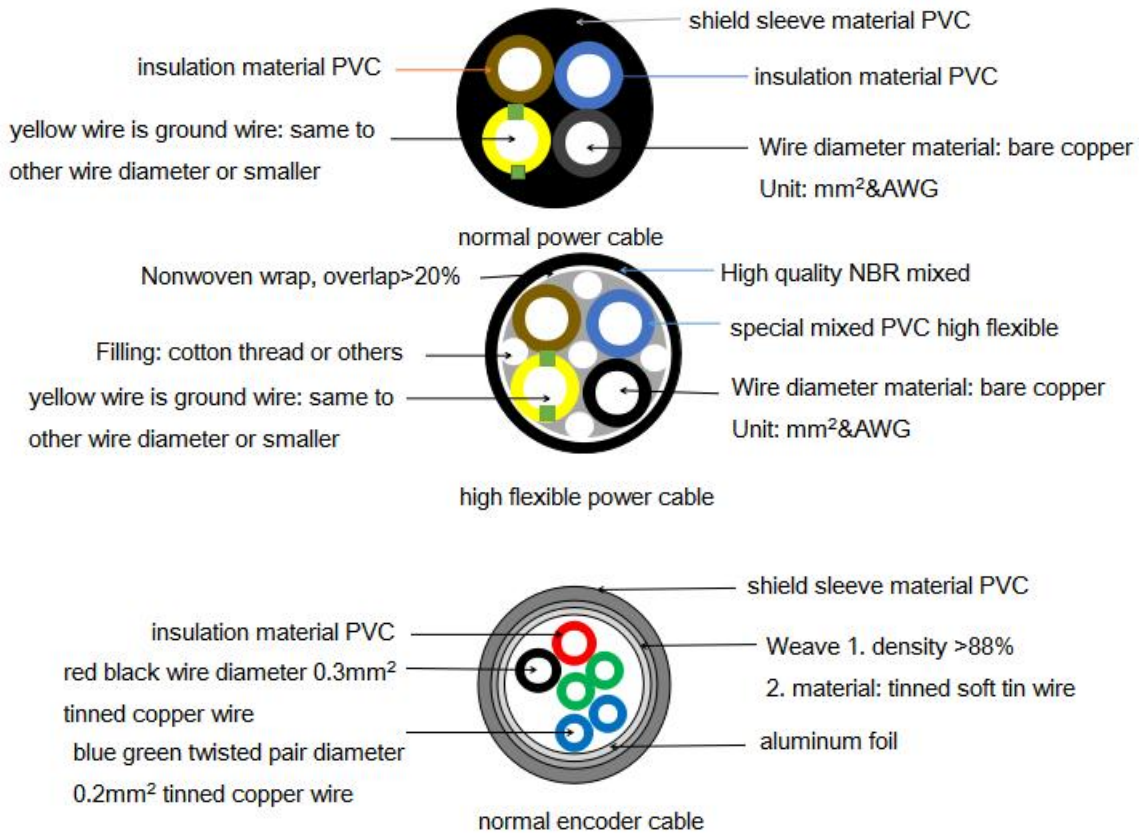 shield sleeve material PVC
insulation material PVC
insulation material PVC
yellow wire is ground wire: same to
other wire diameter or smaller
Wire diameter material: bare copper
Unit: mm²&AWG
normal power cable
Nonwoven wrap, overlap>20%
High quality NBR mixed
special mixed PVC high flexible
Filling: cotton thread or others
yellow wire is ground wire: same to
other wire diameter or smaller
Wire diameter material: bare copper
Unit: mm²&AWG
high flexible power cable
shield sleeve material PVC
insulation material PVC
red black wire diameter 0.3mm²
tinned copper wire
blue green twisted pair diameter
0.2mm² tinned copper wire
Weave 1. density >88%
2. material: tinned soft tin wire
aluminum foil
normal encoder cable